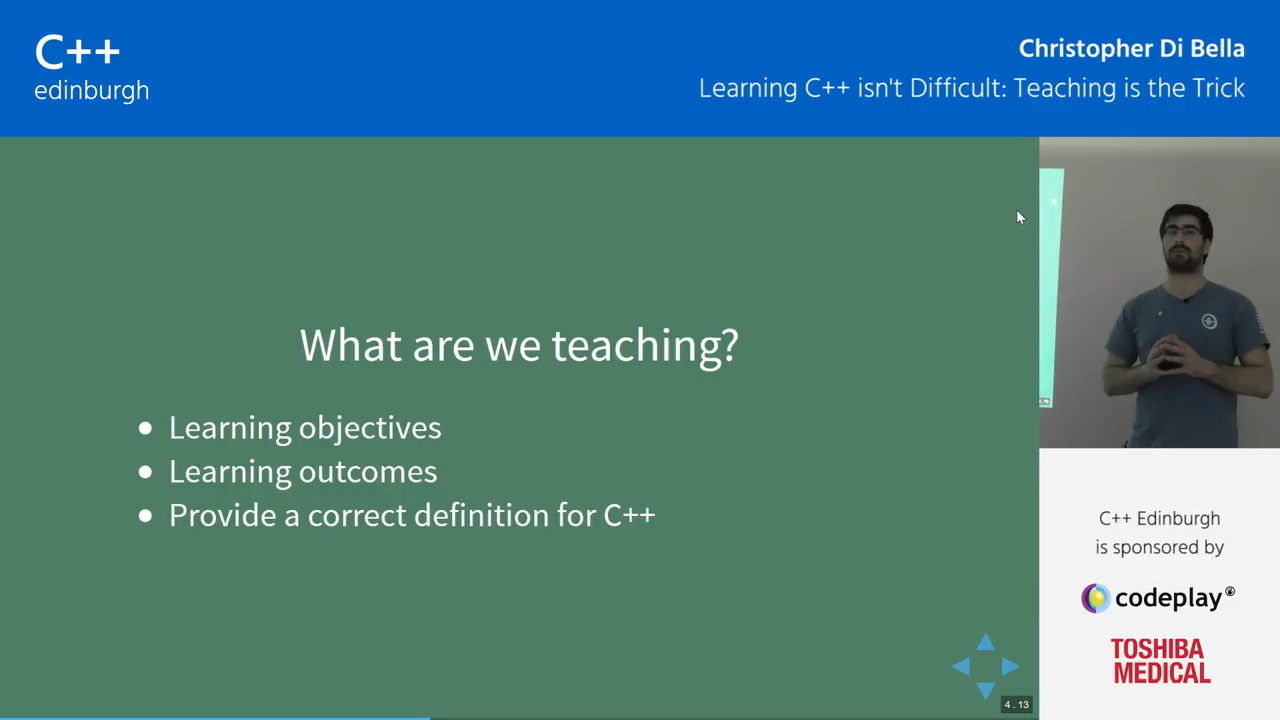 C++
edinburgh
Christopher Di Bella
Learning C++ isn't Difficult: Teaching is the Trick
What are we teaching?
• Learning objectives
• Learning outcomes
• Provide a correct definition for C++
4.13
C++ Edinburgh
is sponsored by
codeplay®
TOSHIBA
MEDICAL